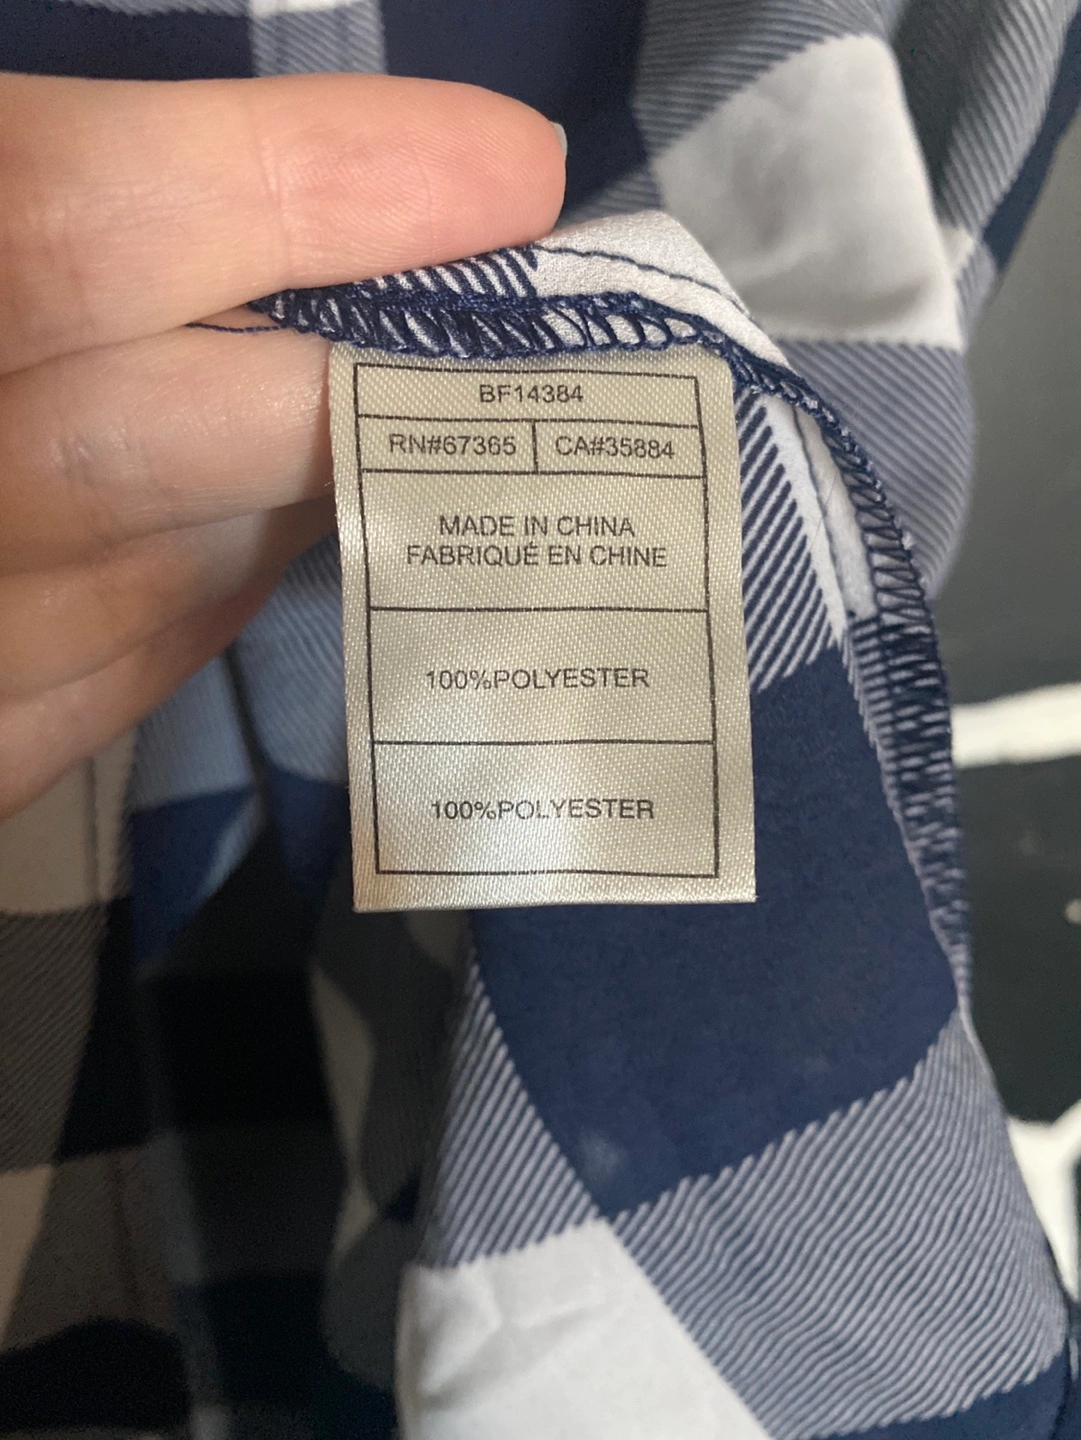 BF14384
RN#67365 CA#35884
MADE IN CHINA
FABRIQUÉ EN CHINE
100%POLYESTER
100%POLYESTER